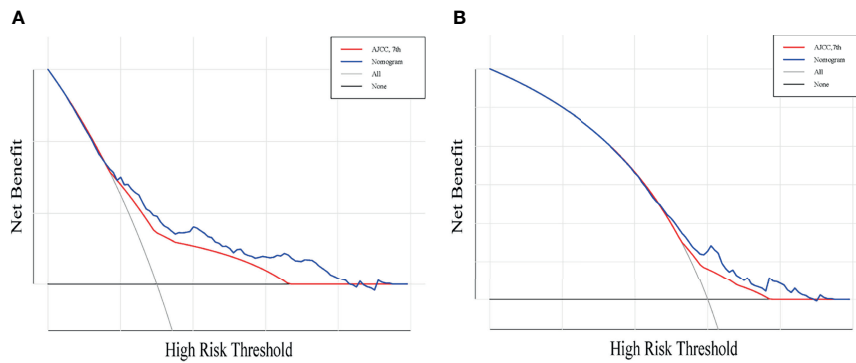 A
AJCC, 7th
Nomogram
All
None
Net Benefit
High Risk Threshold
B
AJCC, 7th
Nomogram
All
None
Net Benefit
High Risk Threshold